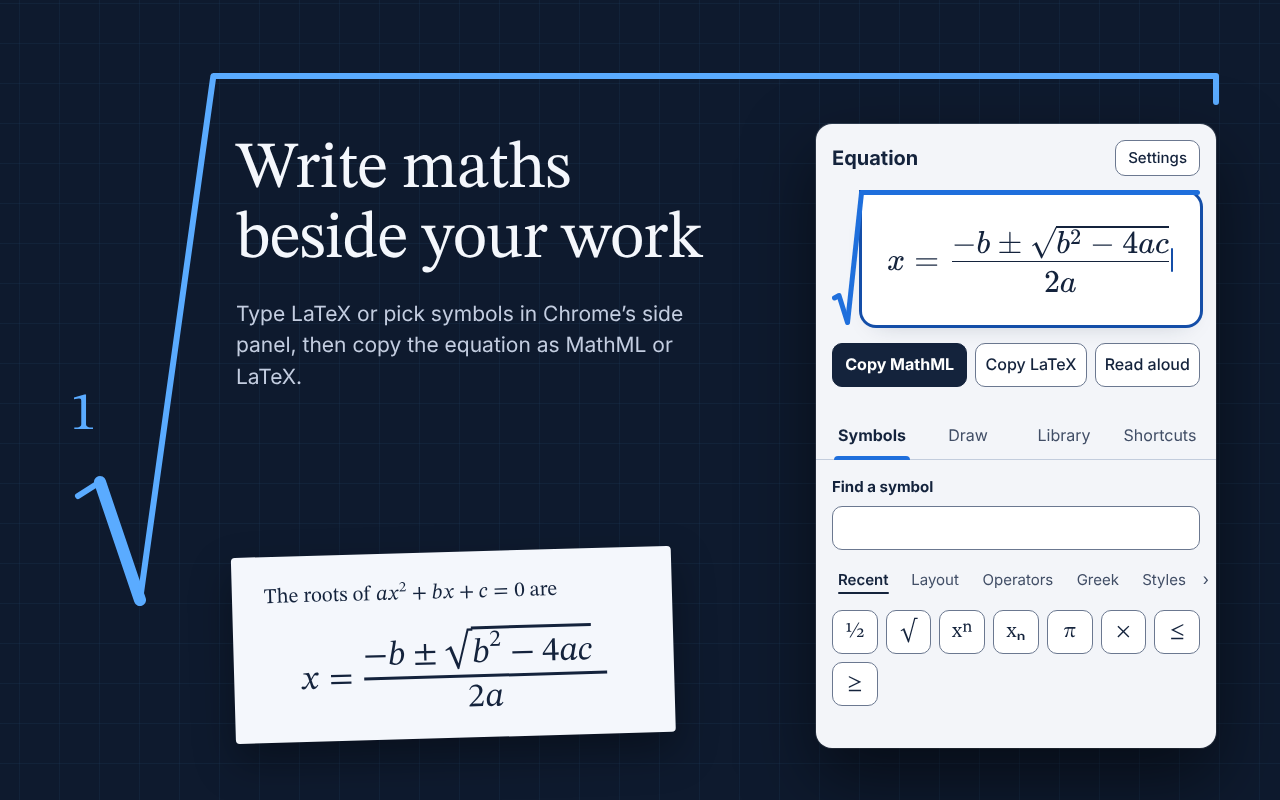 Write maths
beside your work
Type LaTeX or pick symbols in Chrome’s side
panel, then copy the equation as MathML or
LaTeX.
1
The roots of ax² + bx + c = 0 are
x = (−b ± √(b² − 4ac)) / 2a
Equation
Settings
x = (−b ± √(b² − 4ac)) / 2a
Copy MathML
Copy LaTeX
Read aloud
Symbols
Draw
Library
Shortcuts
Find a symbol
Recent
Layout
Operators
Greek
Styles
›
½
√
xⁿ
xₙ
π
×
≤
≥